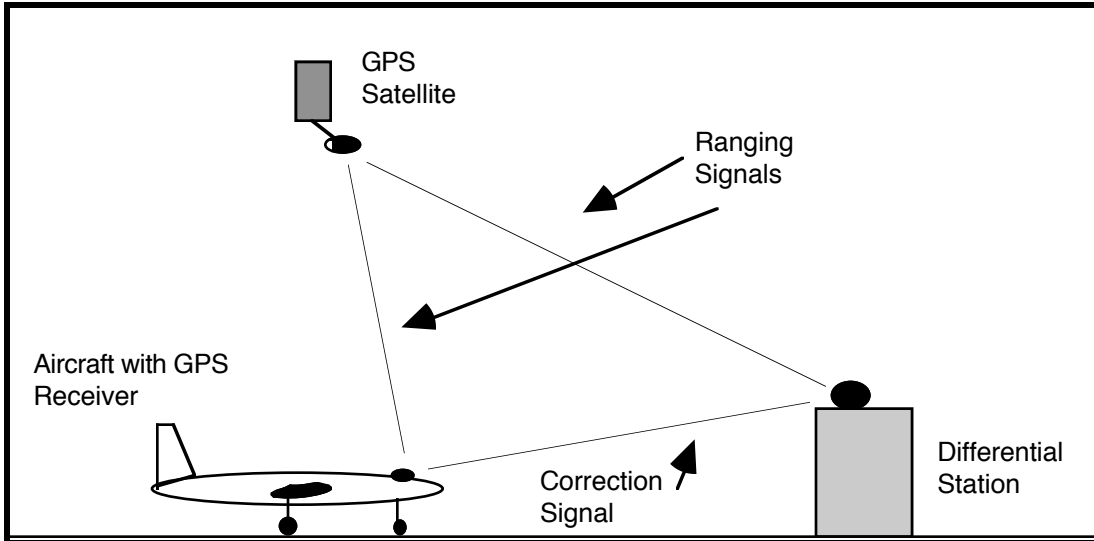 GPS
Satellite
Ranging
Signals
Aircraft with GPS
Receiver
Correction
Signal
Differential
Station